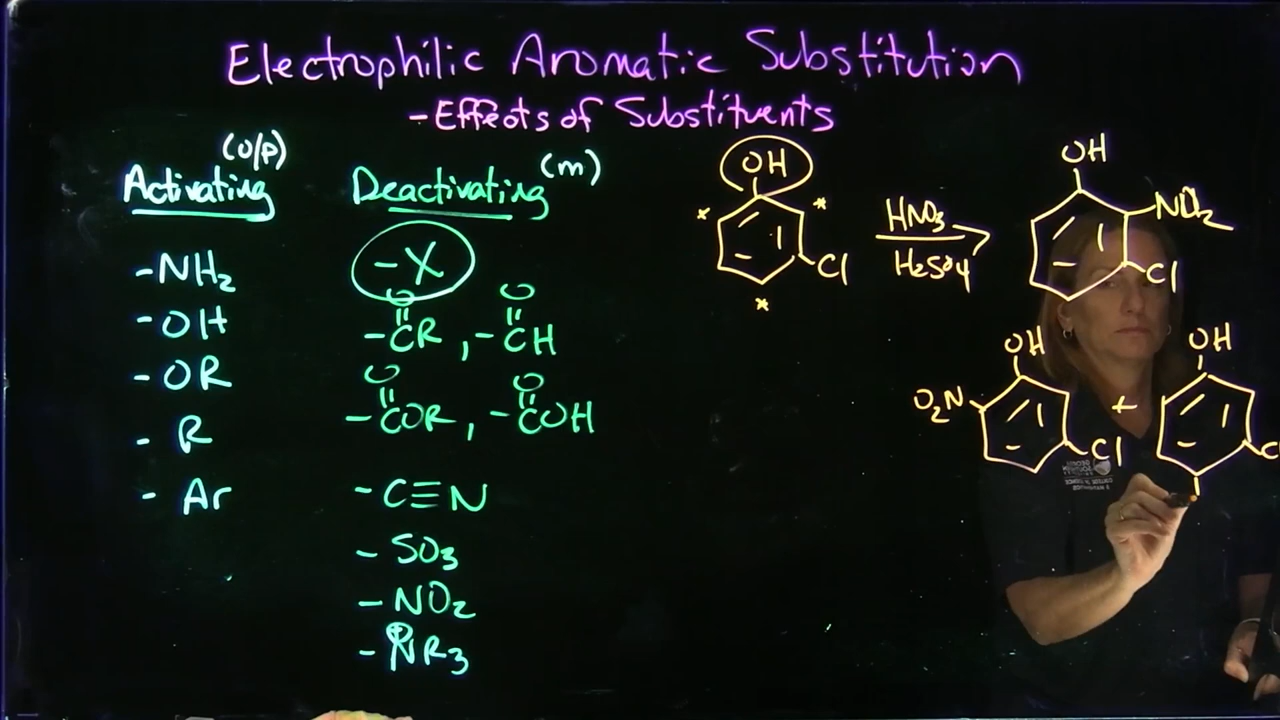 Electrophilic Aromatic Substitution
- Effects of Substituents
(o/p)
Activating
-NH2
-OH
-OR
- R
- Ar
(m)
Deactivating
-X
O
-CR , -CH
O
O
-COR , -COH
O
-C≡N
- SO3
- NO2
⊕
- NR3
OH
*
*
Cl
*
HNO3
H2SO4
OH
NO2
Cl
OH
O2N
Cl
+
OH